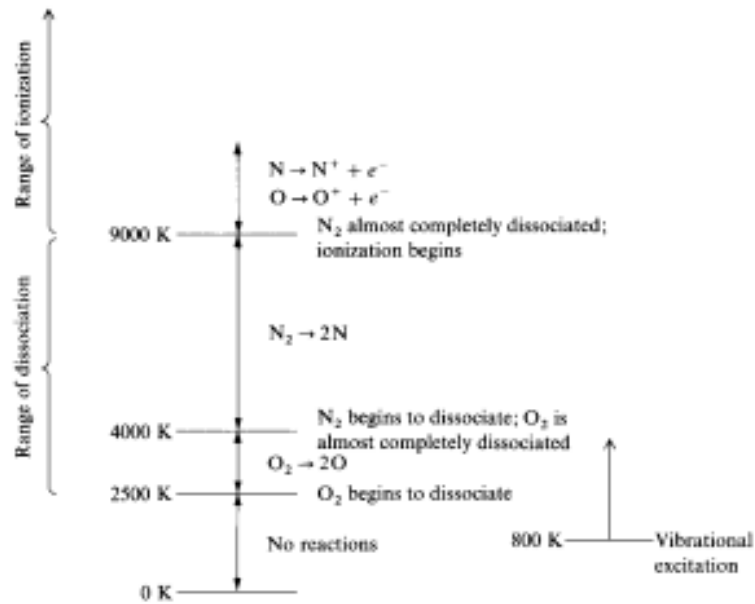 Range of ionization
N → N⁺ + e⁻
O → O⁺ + e⁻
9000 K
N₂ almost completely dissociated;
ionization begins
Range of dissociation
N₂ → 2N
4000 K
N₂ begins to dissociate; O₂ is
almost completely dissociated
O₂ → 2O
2500 K
O₂ begins to dissociate
No reactions
800 K
Vibrational
excitation
0 K